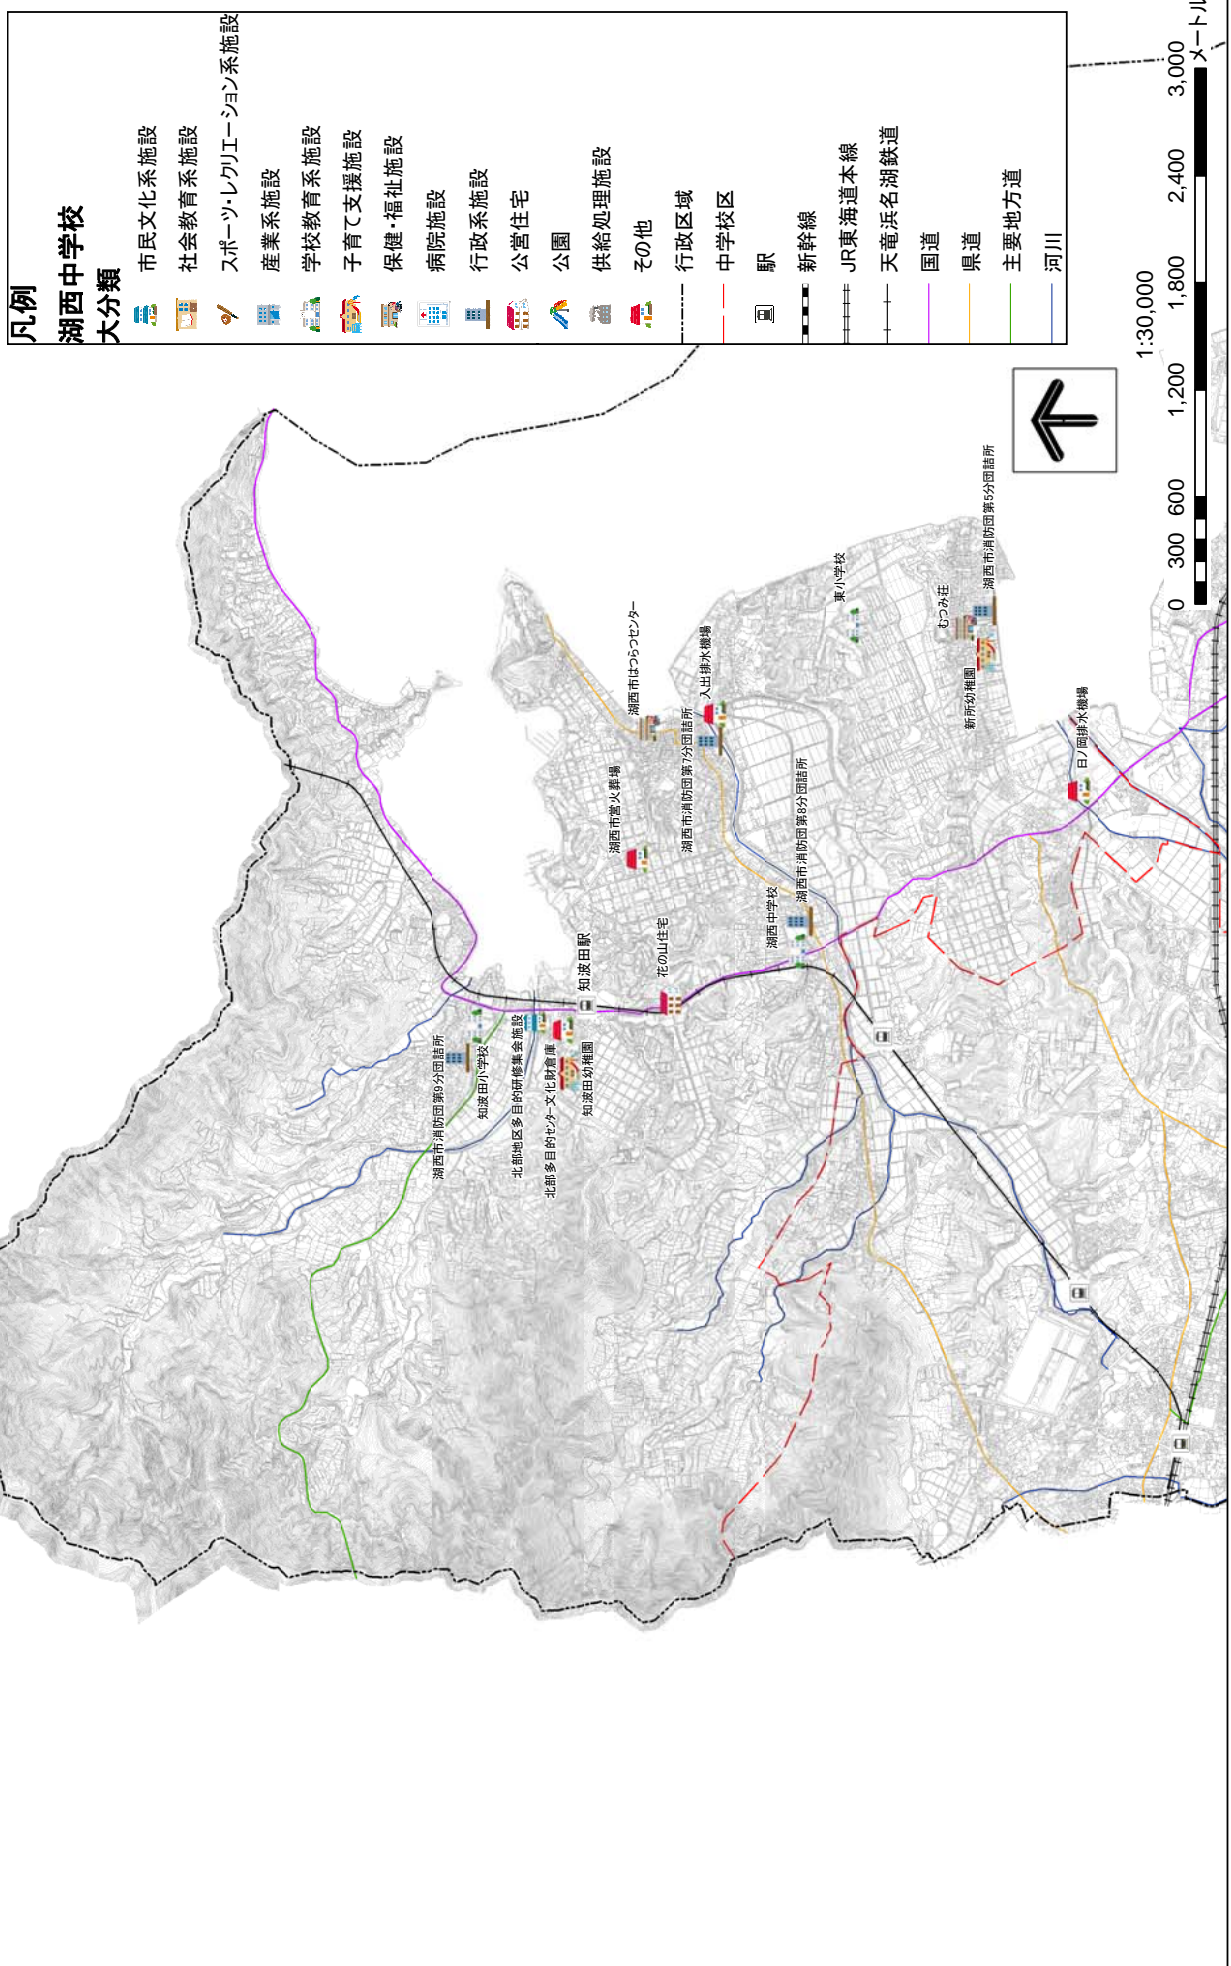 凡例
湖西中学校
大分類
市民文化系施設
社会教育系施設
スポーツ・レクリエーション系施設
産業系施設
学校教育系施設
子育て支援施設
保健・福祉施設
病院施設
行政系施設
公営住宅
公園
供給処理施設
その他
行政区域
中学校区
駅
新幹線
JR東海道本線
天竜浜名湖鉄道
国道
県道
主要地方道
河川
1:30,000
0 300 600 1,200 1,800 2,400 3,000
メートル
湖西市消防団第9分団詰所
知波田小学校
北部地区多目的研修集会施設
北部多目的センター文化財倉庫
知波田幼稚園
知波田駅
湖西市営火葬場
湖西市はつらつセンター
花の山住宅
湖西市消防団第7分団詰所
入出排水機場
湖西中学校
湖西市消防団第8分団詰所
東小学校
むつみ荘
新所幼稚園
湖西市消防団第5分団詰所
日ノ岡排水機場